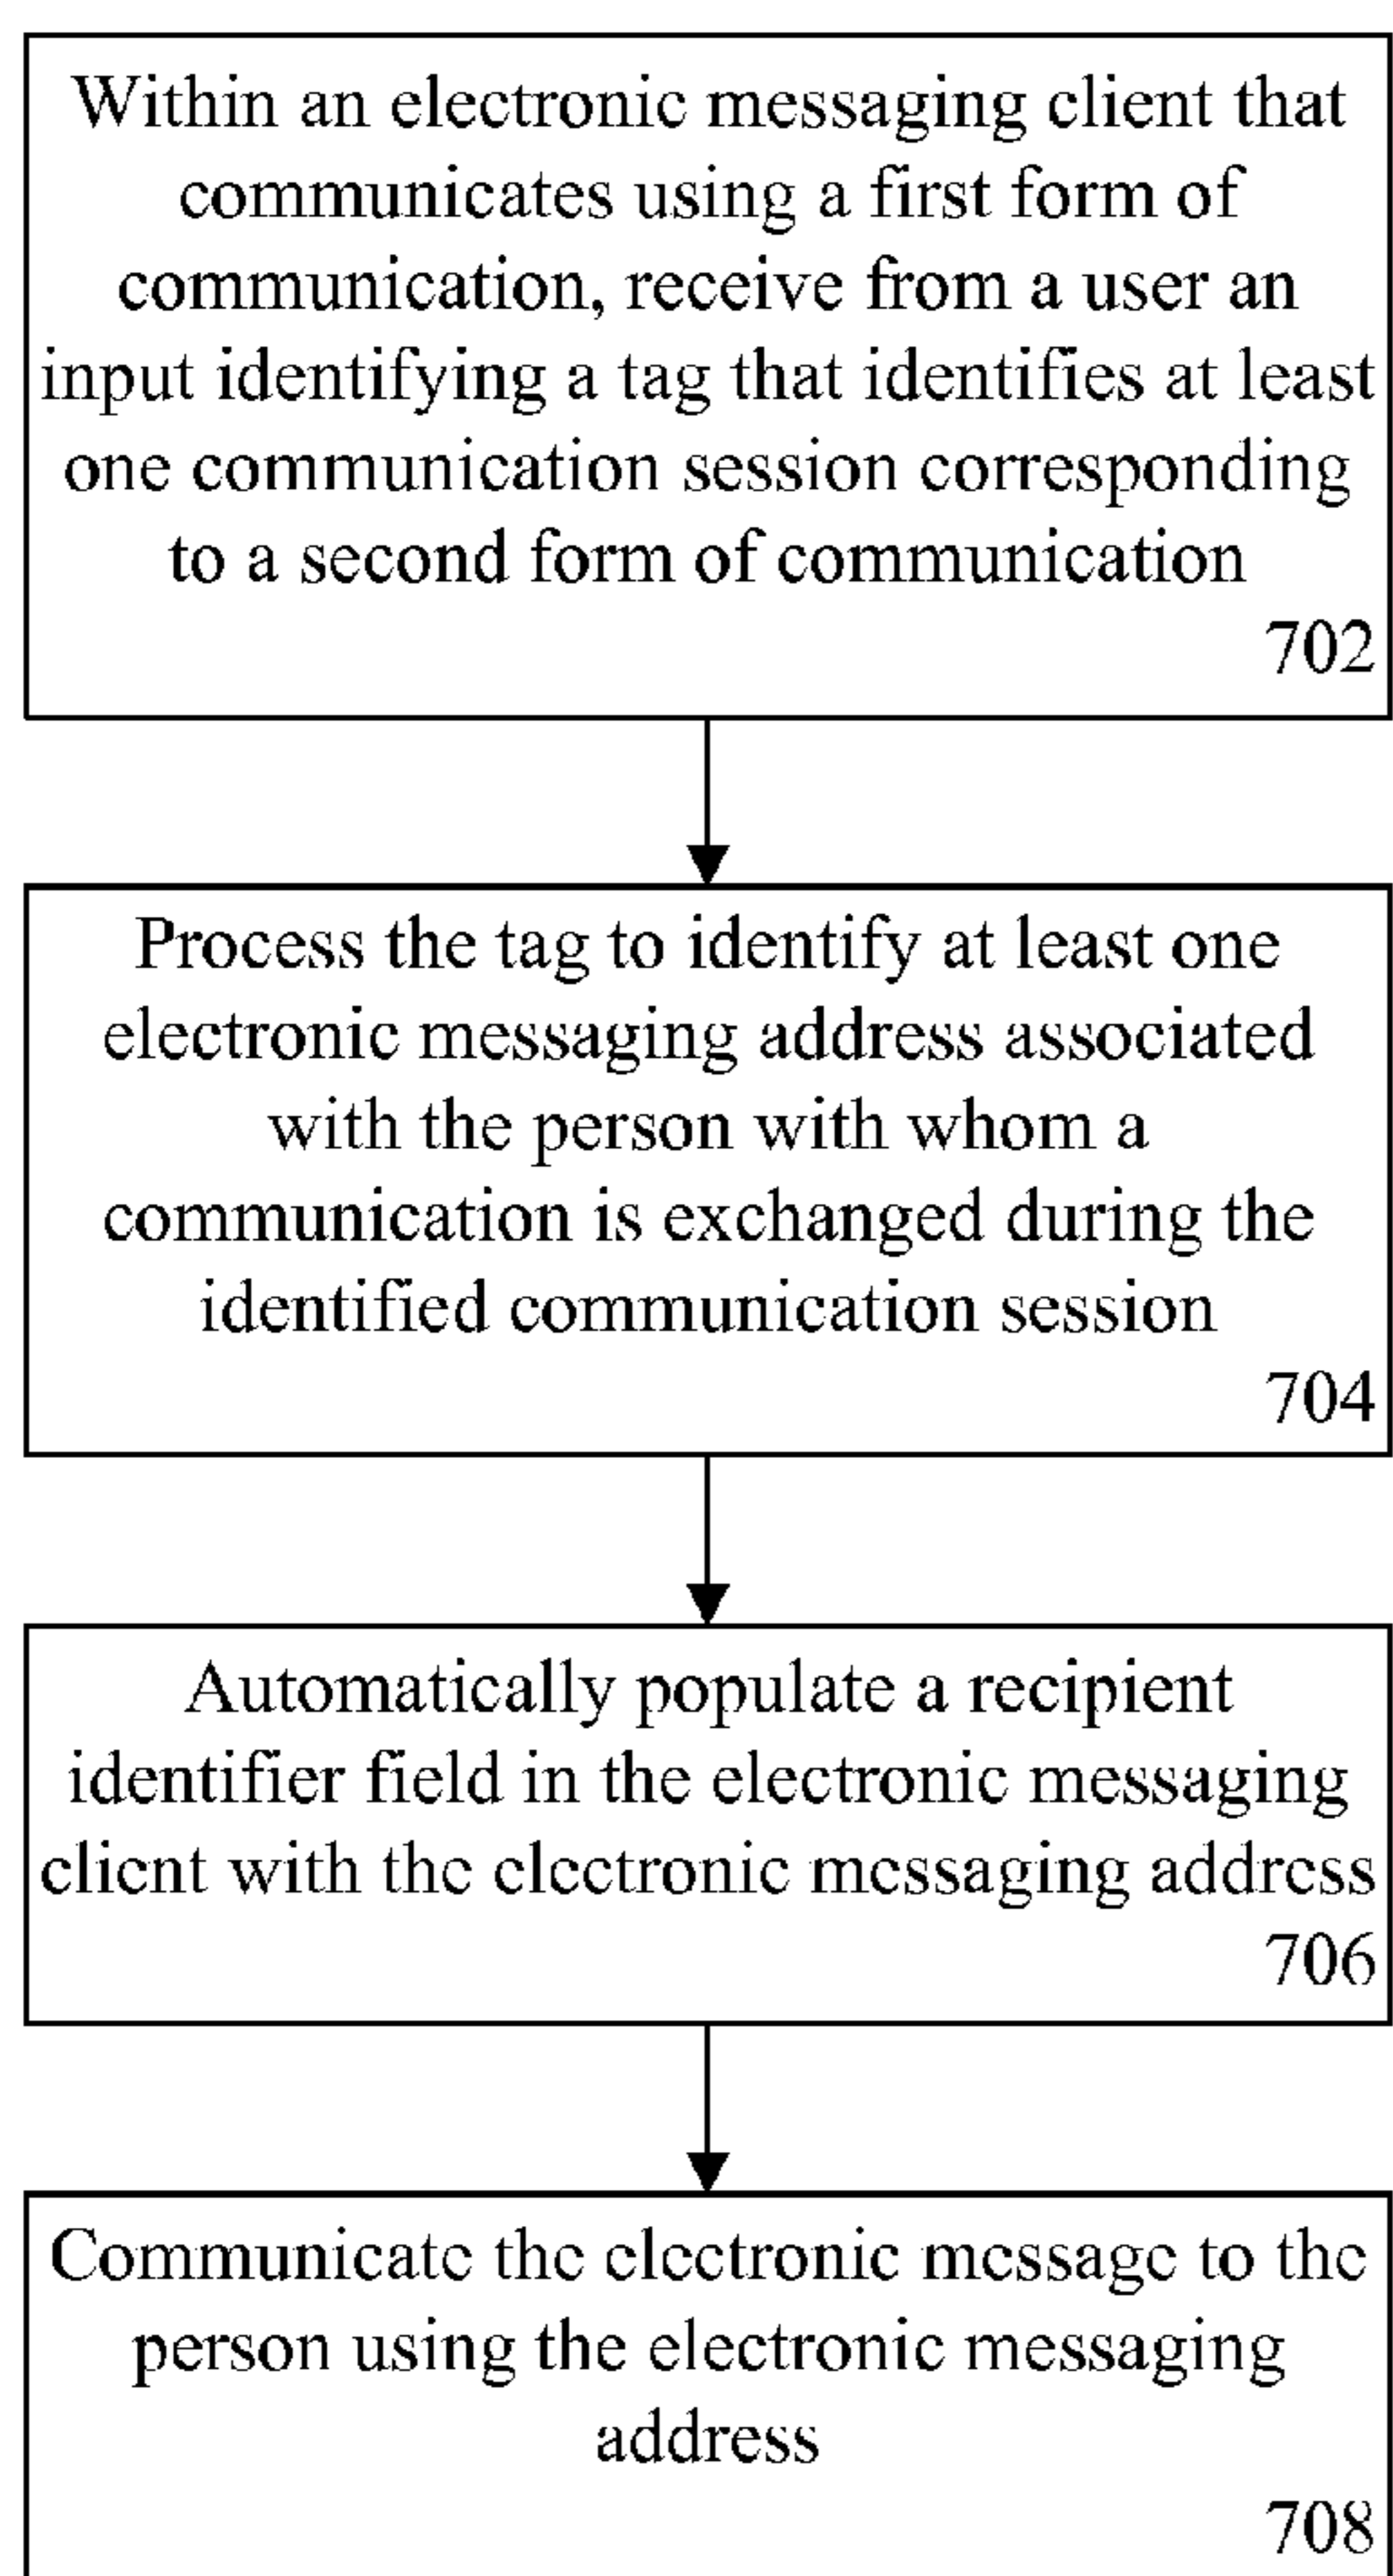 Within an electronic messaging client that
communicates using a first form of
communication, receive from a user an
input identifying a tag that identifies at least
one communication session corresponding
to a second form of communication
702
Process the tag to identify at least one
electronic messaging address associated
with the person with whom a
communication is exchanged during the
identified communication session
704
Automatically populate a recipient
identifier field in the electronic messaging
client with the electronic messaging address
706
Communicate the electronic message to the
person using the electronic messaging
address
708